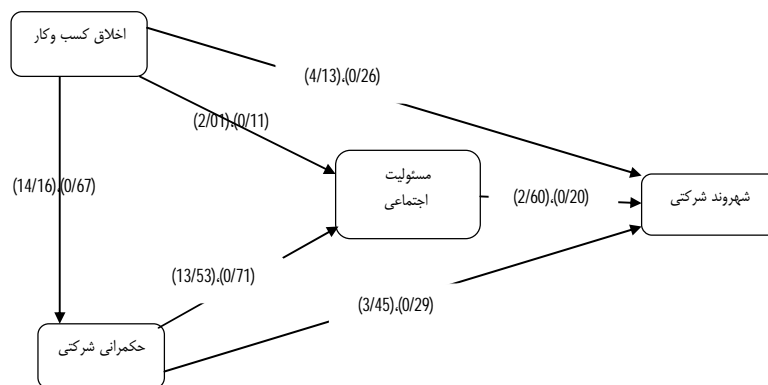 اخلاق کسب وکار
(4/13)،(0/26)
(2/01)،(0/11)
(14/16)،(0/67)
مسئولیت
اجتماعی
(2/60)،(0/20)
شهروند شرکتی
(13/53)،(0/71)
(3/45)،(0/29)
حکمرانی شرکتی